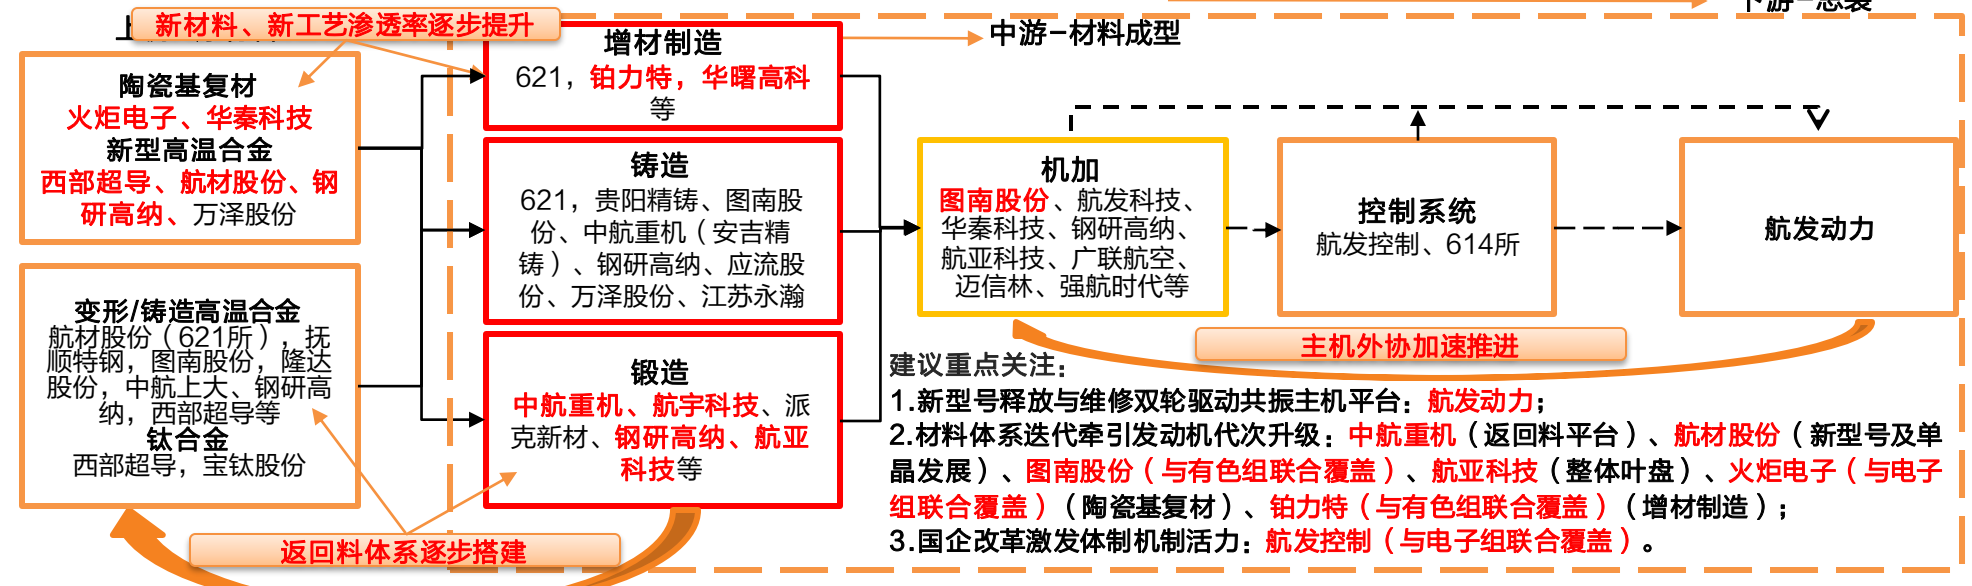 下游-总装
新材料、新工艺渗透率逐步提升
中游-材料成型
陶瓷基复材
火炬电子、华秦科技
新型高温合金
西部超导、航材股份、钢
研高纳、万泽股份
变形/铸造高温合金
航材股份（621所），抚
顺特钢，图南股份，隆达
股份，中航上大、钢研高
纳，西部超导等
钛合金
西部超导，宝钛股份
返回料体系逐步搭建
增材制造
621，铂力特，华曙高科
等
铸造
621，贵阳精铸、图南股
份、中航重机（安吉精
铸）、钢研高纳、应流股
份、万泽股份、江苏永瀚
锻造
中航重机、航宇科技、派
克新材、钢研高纳、航亚
科技等
机加
图南股份、航发科技、
华秦科技、钢研高纳、
航亚科技、广联航空、
迈信林、强航时代等
控制系统
航发控制、614所
航发动力
主机外协加速推进
建议重点关注：
1.新型号释放与维修双轮驱动共振主机平台：航发动力；
2.材料体系迭代牵引发动机代次升级：中航重机（返回料平台）、航材股份（新型号及单
晶发展）、图南股份（与有色组联合覆盖）、航亚科技（整体叶盘）、火炬电子（与电子
组联合覆盖）（陶瓷基复材）、铂力特（与有色组联合覆盖）（增材制造）；
3.国企改革激发体制机制活力：航发控制（与电子组联合覆盖）。